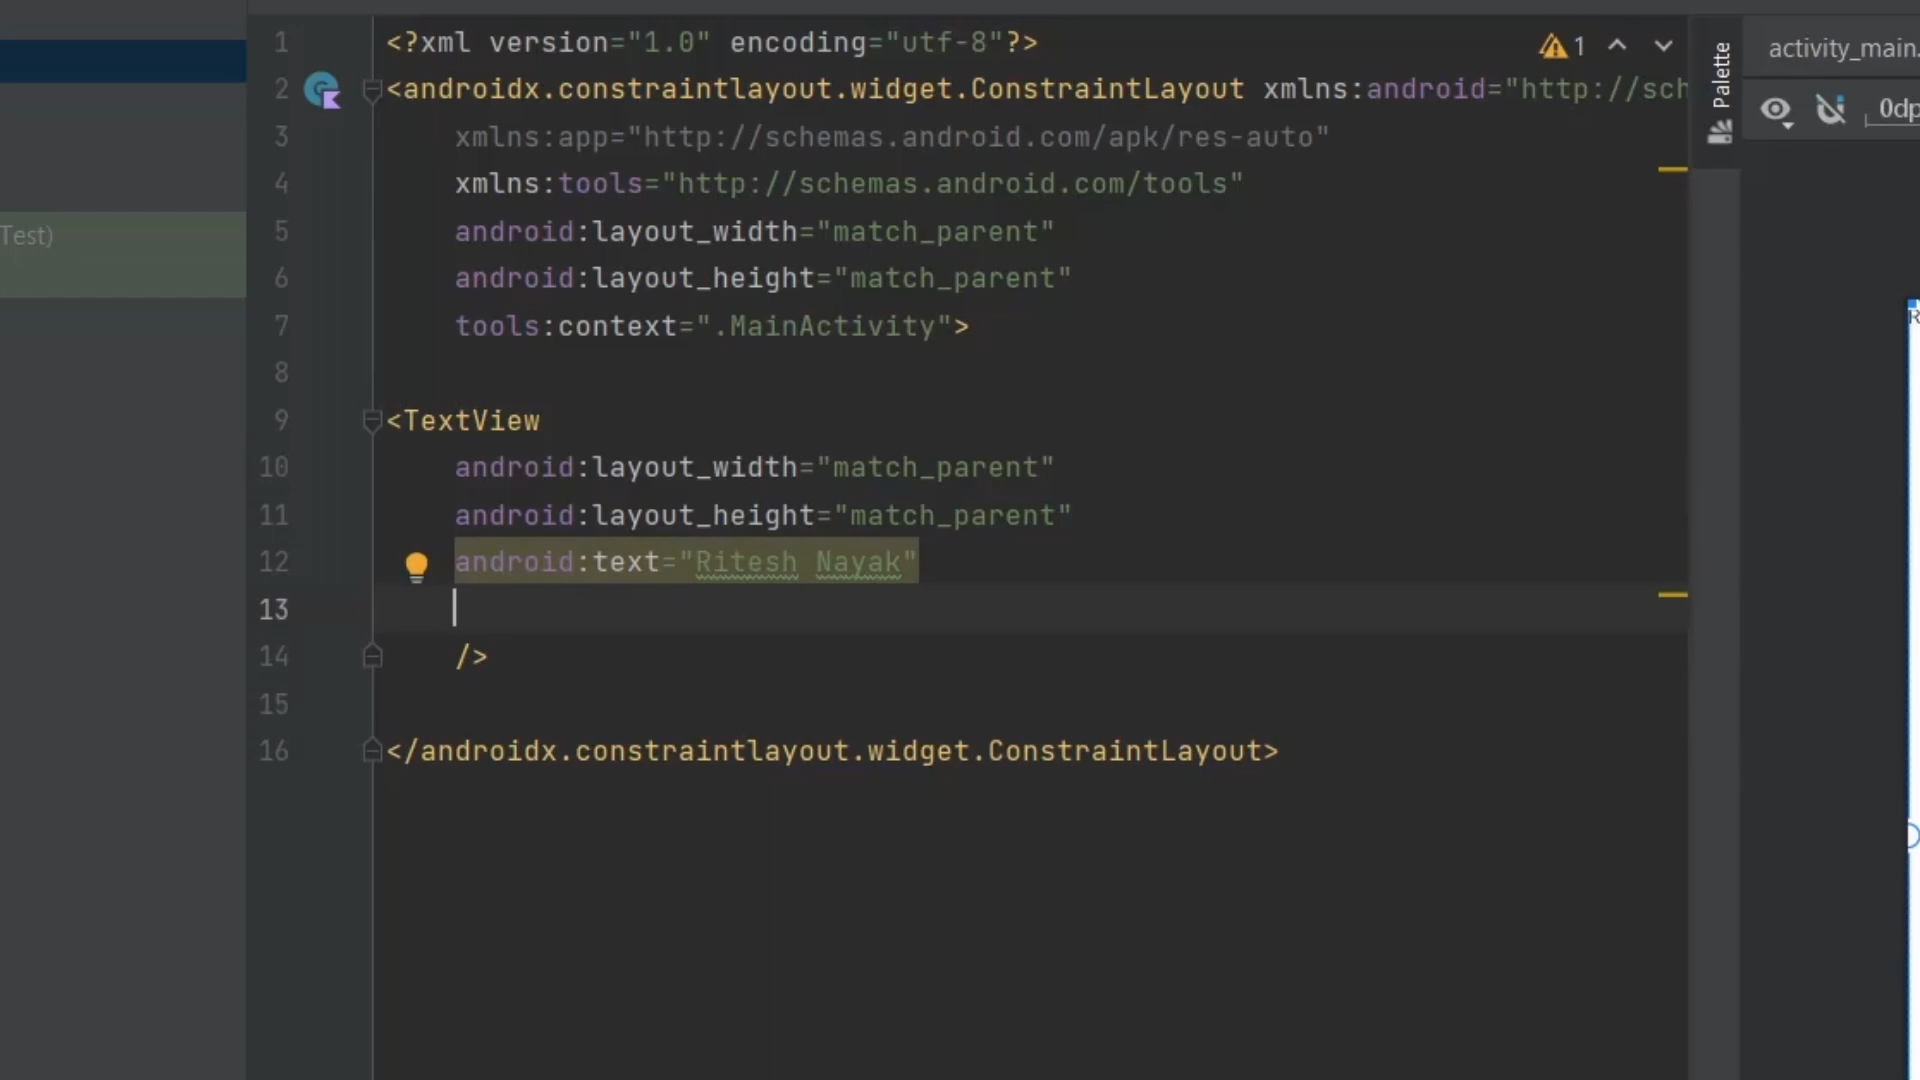 1 <?xml version="1.0" encoding="utf-8"?>
1
2 <androidx.constraintlayout.widget.ConstraintLayout xmlns:android="http://sch
3 xmlns:app="http://schemas.android.com/apk/res-auto"
4 xmlns:tools="http://schemas.android.com/tools"
5 android:layout_width="match_parent"
6 android:layout_height="match_parent"
7 tools:context=".MainActivity">
8
9 <TextView
10 android:layout_width="match_parent"
11 android:layout_height="match_parent"
12 android:text="Ritesh Nayak"
13
14 />
15
16 </androidx.constraintlayout.widget.ConstraintLayout>
Test)
Palette
activity_main.
0dp
R